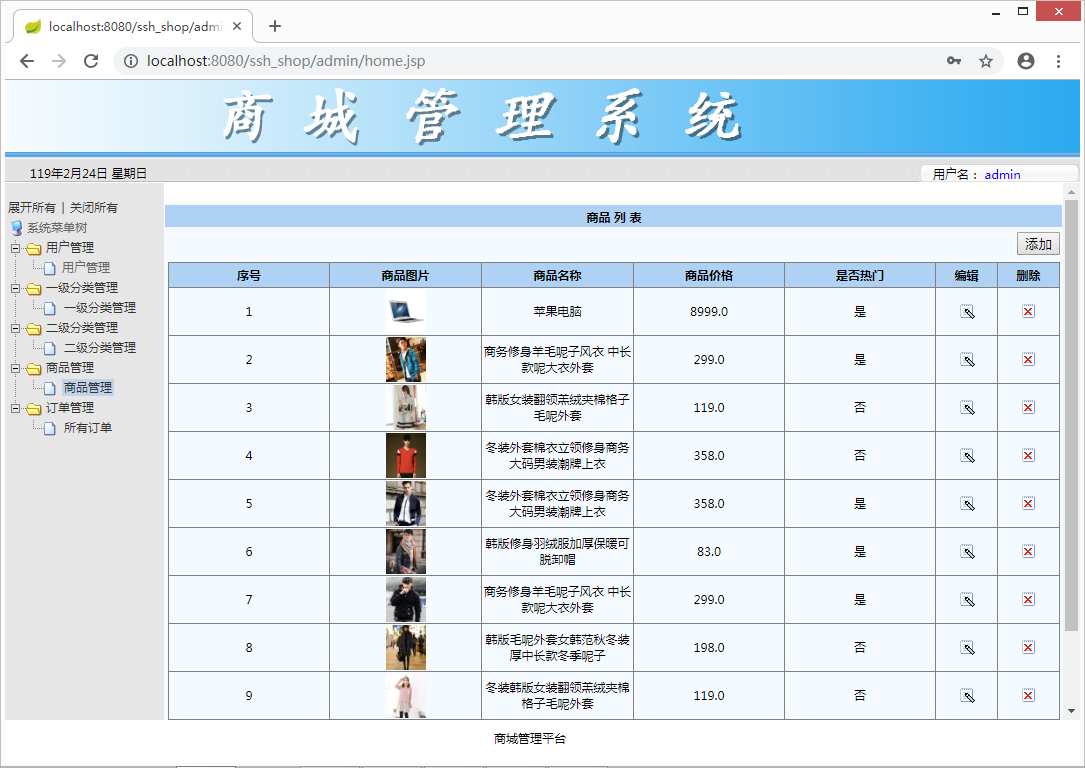 localhost:8080/ssh_shop/admi
localhost:8080/ssh_shop/admin/home.jsp
商城管理系统
119年2月24日 星期日
用户名： admin
展开所有 | 关闭所有
系统菜单树
用户管理
用户管理
一级分类管理
一级分类管理
二级分类管理
二级分类管理
商品管理
商品管理
订单管理
所有订单
商品 列 表
添加
序号 商品图片 商品名称 商品价格 是否热门 编辑 删除
1 苹果电脑 8999.0 是
2 商务修身羊毛呢子风衣 中长
款呢大衣外套 299.0 是
3 韩版女装翻领羔绒夹棉格子
毛呢外套 119.0 否
4 冬装外套棉衣立领修身商务
大码男装潮牌上衣 358.0 否
5 冬装外套棉衣立领修身商务
大码男装潮牌上衣 358.0 是
6 韩版修身羽绒服加厚保暖可
脱卸帽 83.0 是
7 商务修身羊毛呢子风衣 中长
款呢大衣外套 299.0 是
8 韩版毛呢外套女韩范秋冬装
厚中长款冬季呢子 198.0 否
9 冬装韩版女装翻领羔绒夹棉
格子毛呢外套 119.0 否
商城管理平台